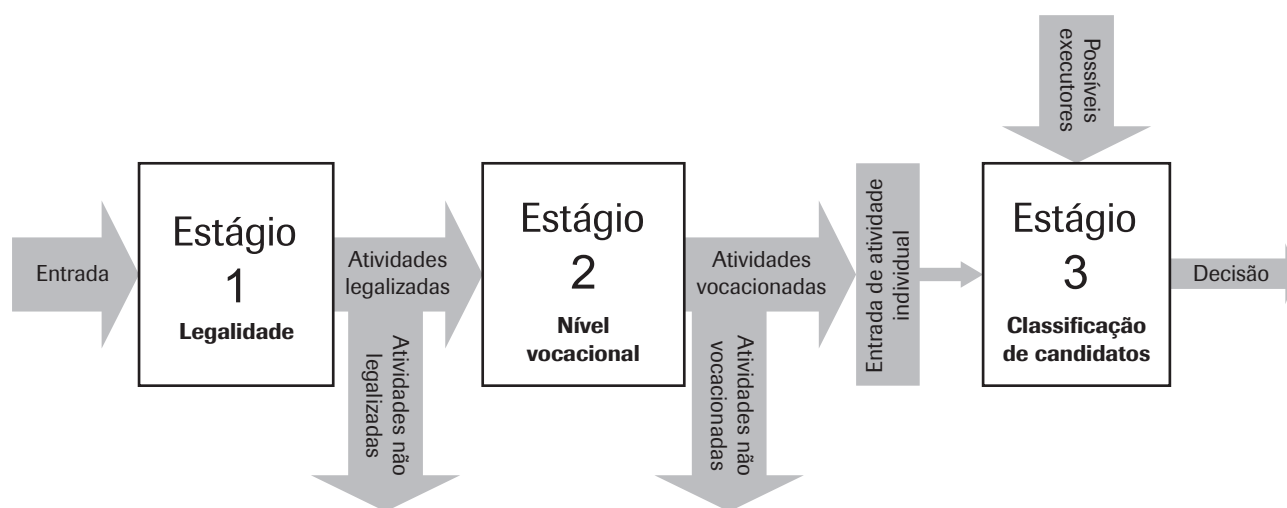 Possíveis
executores
Entrada
Estágio
1
Legalidade
Atividades
legalizadas
Atividades não
legalizadas
Estágio
2
Nível
vocacional
Atividades
vocacionadas
Atividades não
vocacionadas
Entrada de atividade
individual
Estágio
3
Classificação
de candidatos
Decisão